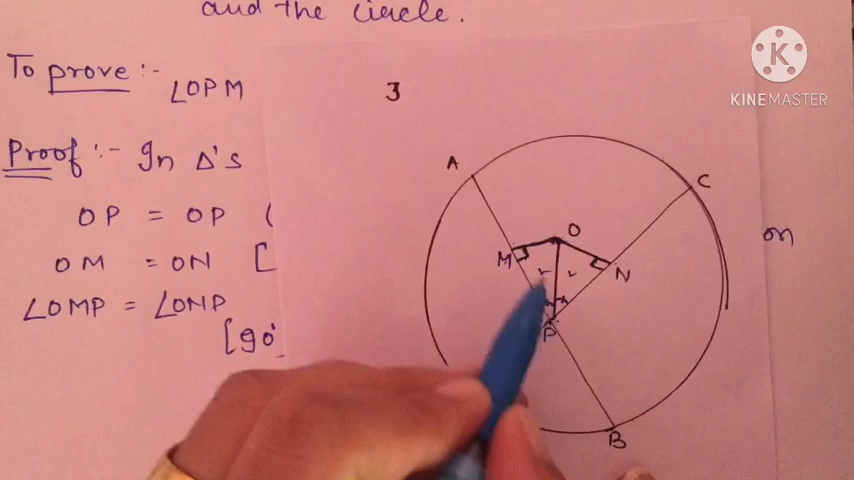 and the circle.
To prove :- ∠OPM
Proof :- In Δ's
OP = OP (
OM = ON [
∠OMP = ∠ONP
[90°
3
A
C
O
M
N
P
B
on
K
KINEMASTER